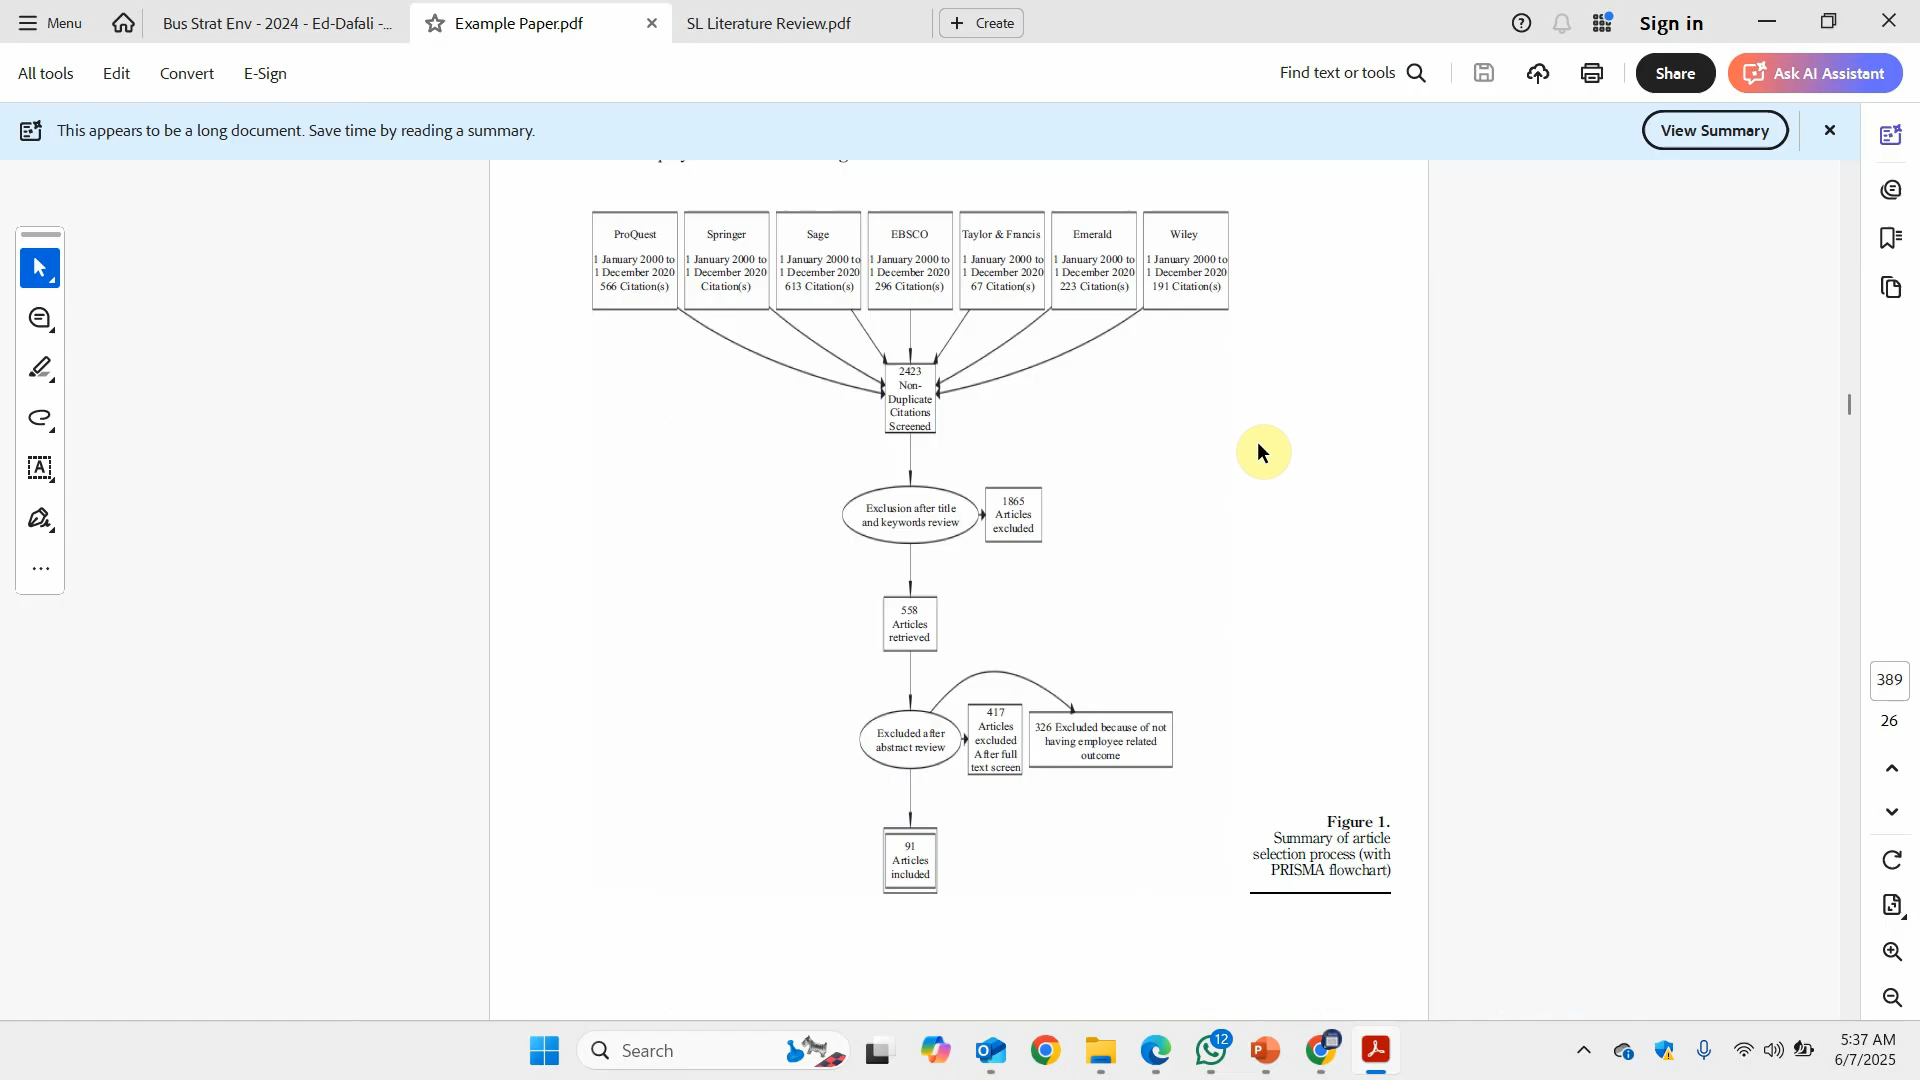 Menu
Bus Strat Env - 2024 - Ed-Dafali -...
Example Paper.pdf
SL Literature Review.pdf
Create
Sign in
All tools
Edit
Convert
E-Sign
Find text or tools
Share
Ask AI Assistant
This appears to be a long document. Save time by reading a summary.
View Summary
ProQuest
1 January 2000 to
1 December 2020
566 Citation(s)
Springer
1 January 2000 to
1 December 2020
Citation(s)
Sage
1 January 2000 to
1 December 2020
613 Citation(s)
EBSCO
1 January 2000 to
1 December 2020
296 Citation(s)
Taylor & Francis
1 January 2000 to
1 December 2020
67 Citation(s)
Emerald
1 January 2000 to
1 December 2020
223 Citation(s)
Wiley
1 January 2000 to
1 December 2020
191 Citation(s)
2423
Non-
Duplicate
Citations
Screened
Exclusion after title
and keywords review
1865
Articles
excluded
558
Articles
retrieved
Excluded after
abstract review
417
Articles
excluded
After full
text screen
326 Excluded because of not
having employee related
outcome
91
Articles
included
Figure 1.
Summary of article
selection process (with
PRISMA flowchart)
389
26
Search
12
5:37 AM
6/7/2025